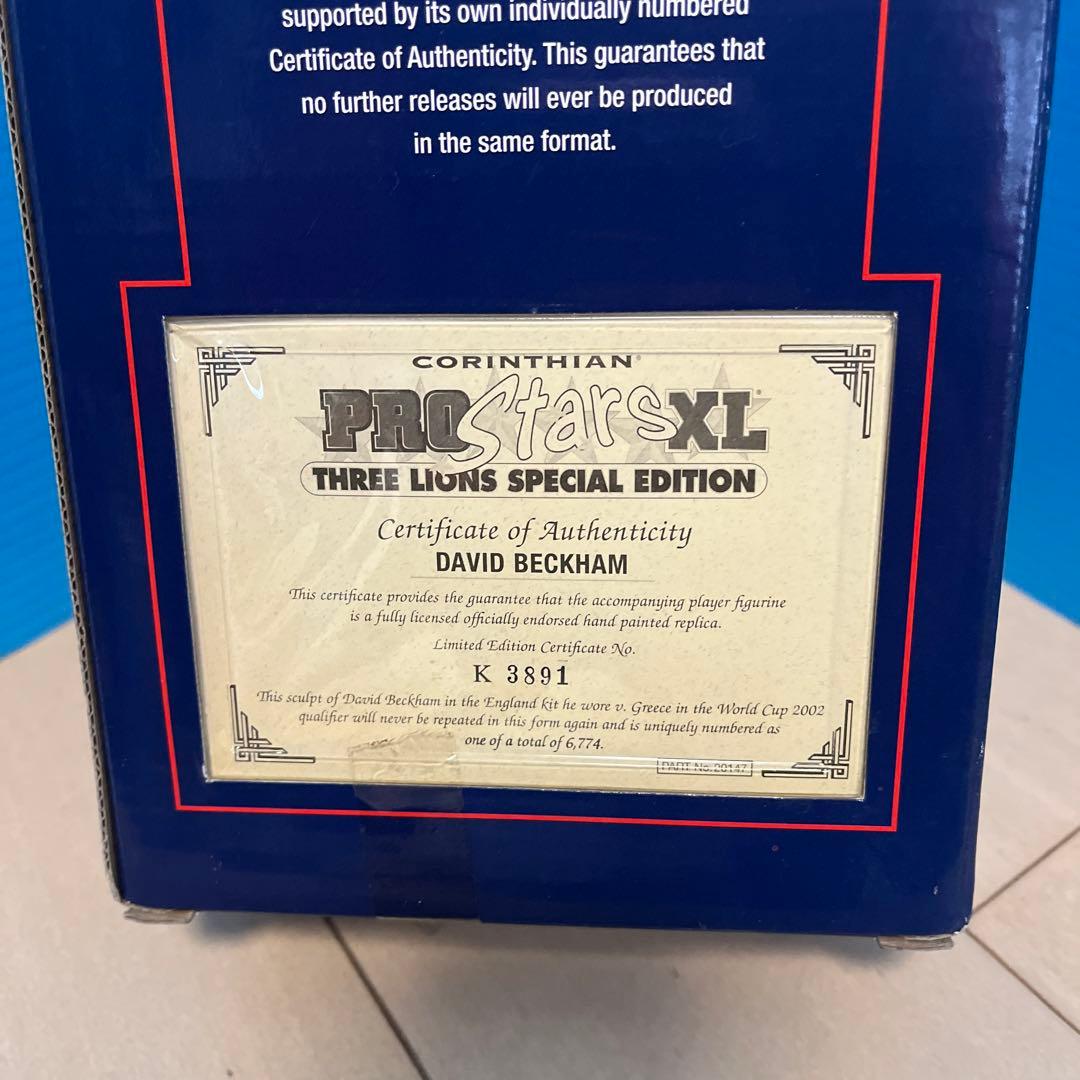 supported by its own individually numbered
Certificate of Authenticity. This guarantees that
no further releases will ever be produced
in the same format.
CORINTHIAN®
PRO Stars XL®
THREE LIONS SPECIAL EDITION
Certificate of Authenticity
DAVID BECKHAM
This certificate provides the guarantee that the accompanying player figurine
is a fully licensed officially endorsed hand painted replica.
Limited Edition Certificate No.
K 3891
This sculpt of David Beckham in the England kit he wore v. Greece in the World Cup 2002
qualifier will never be repeated in this form again and is uniquely numbered as
one of a total of 6,774.
PART No. 20147